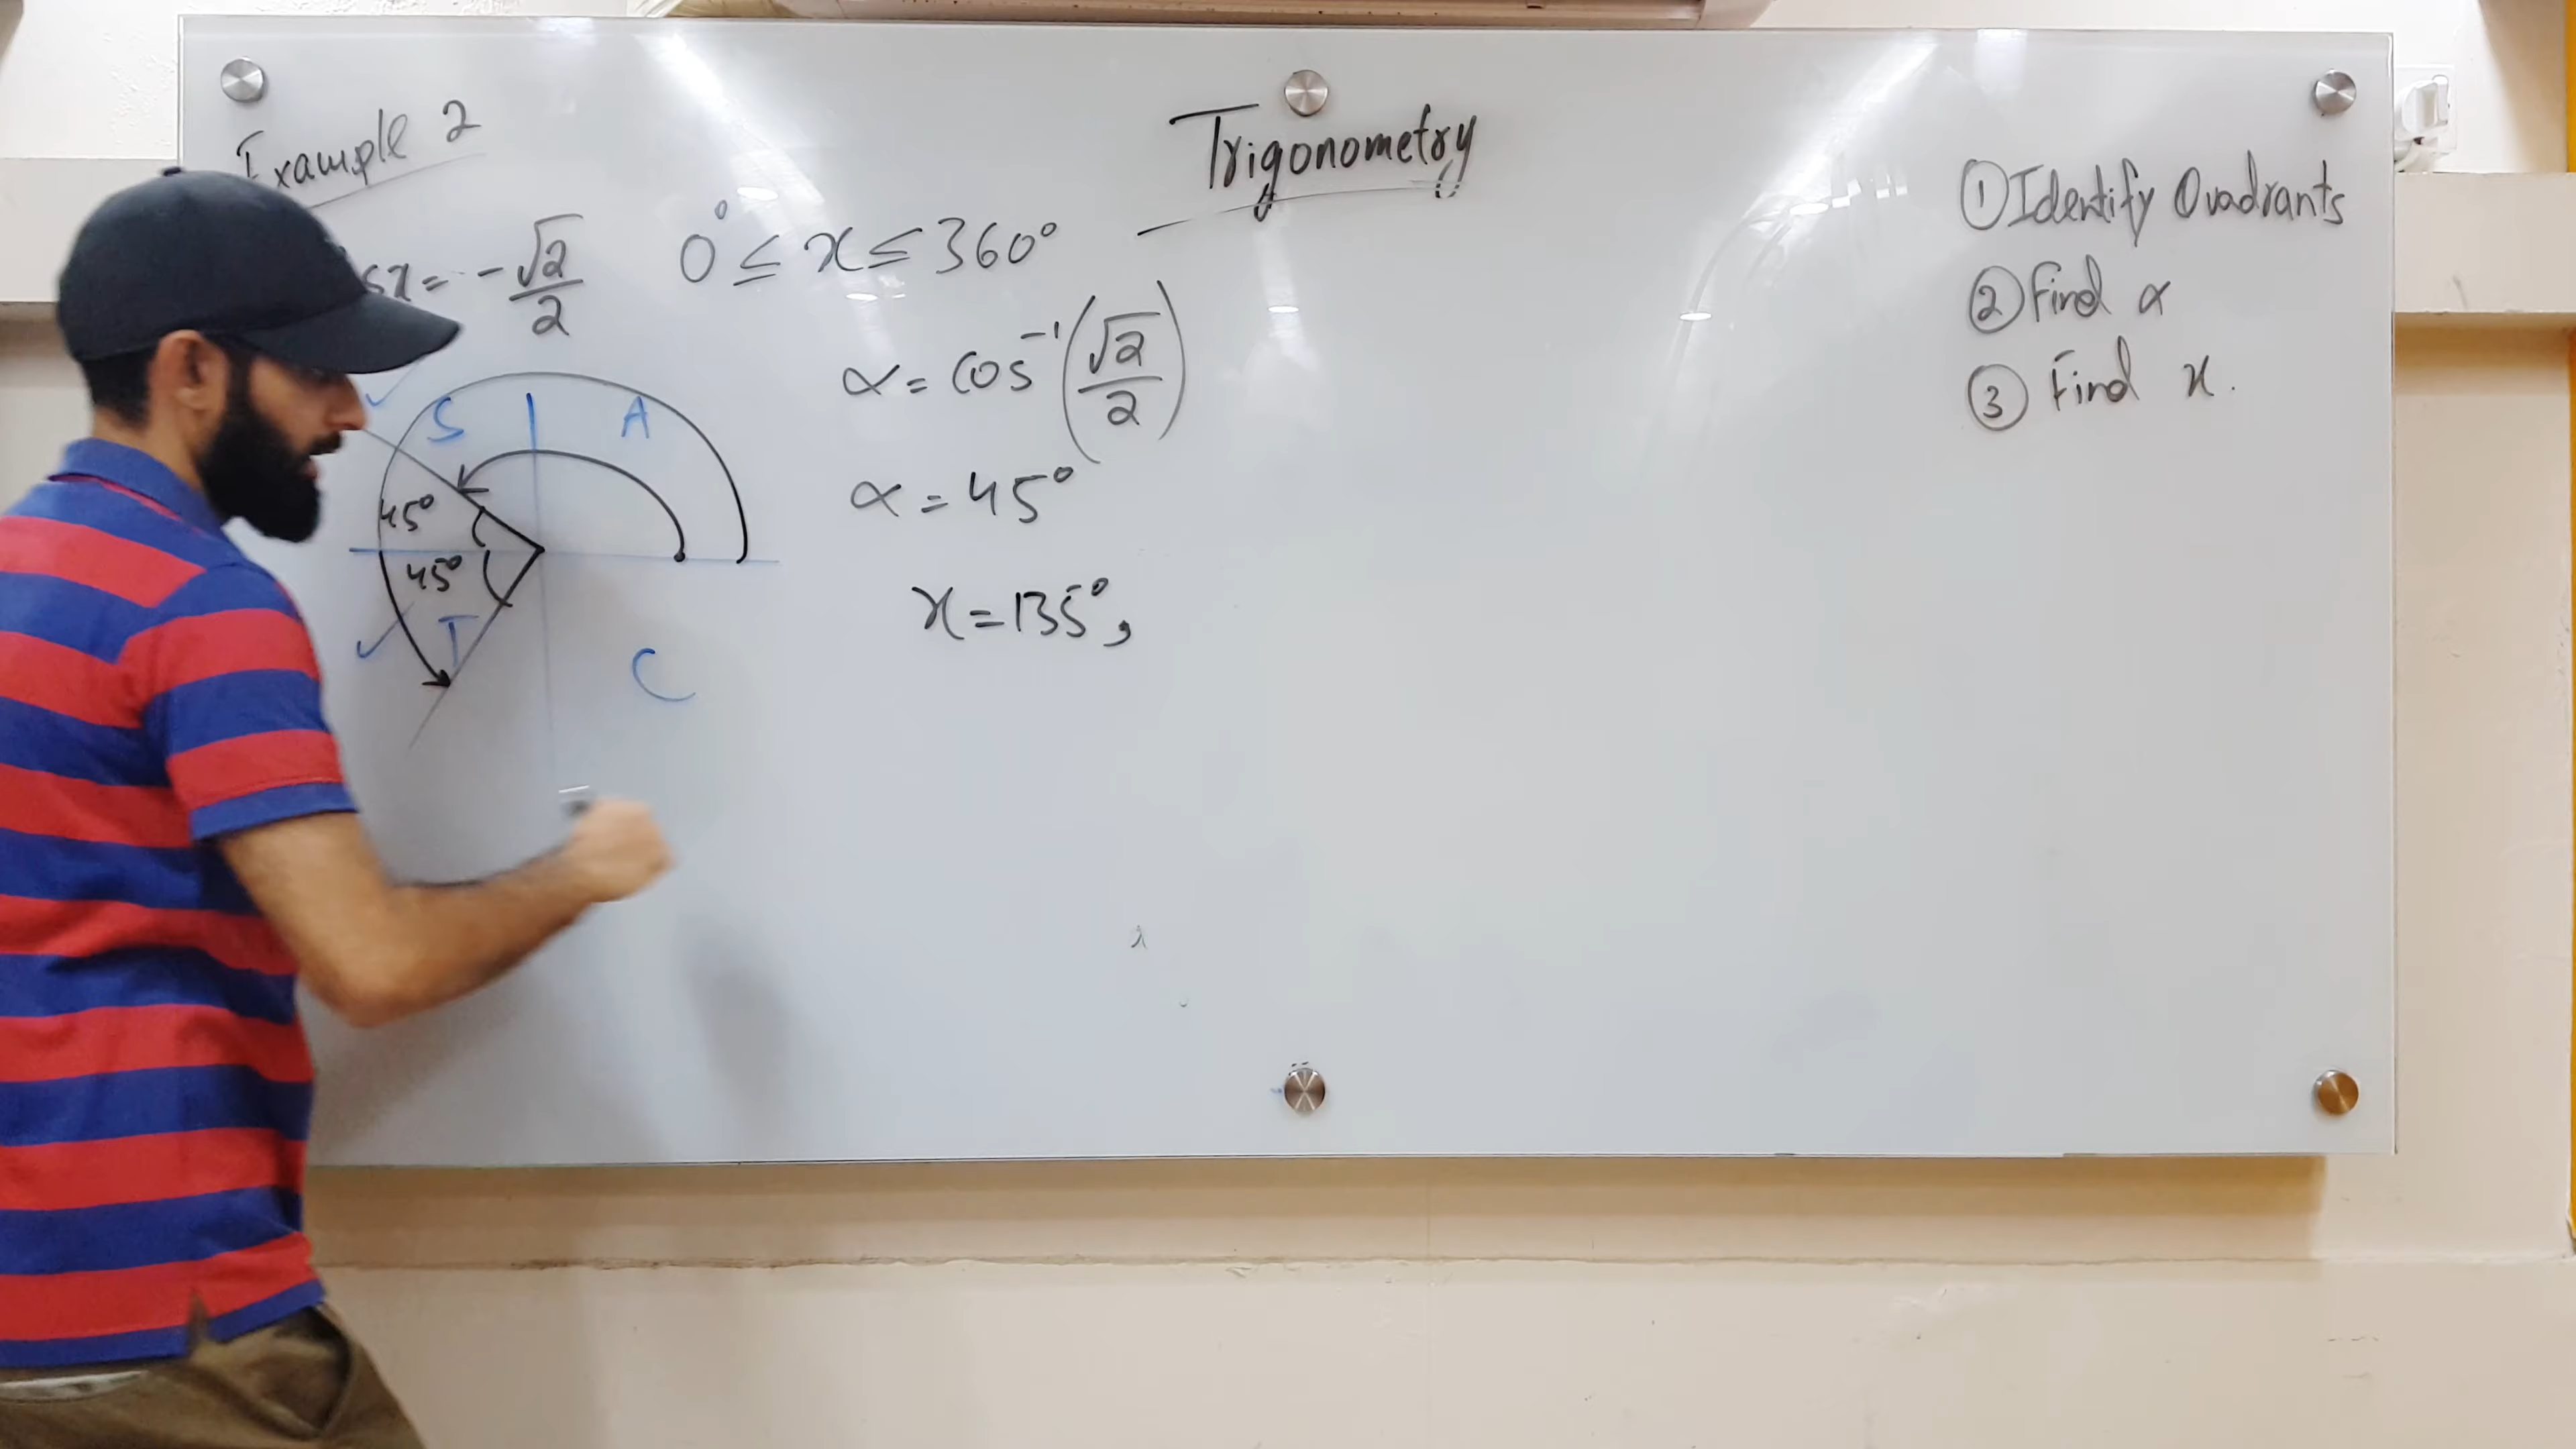 Example 2
Trigonometry
sx = -√2/2 0° ≤ x ≤ 360°
α = cos⁻¹(√2/2)
α = 45°
x = 135°,
S A
45°
45°
T C
① Identify Quadrants
② Find α
③ Find x.